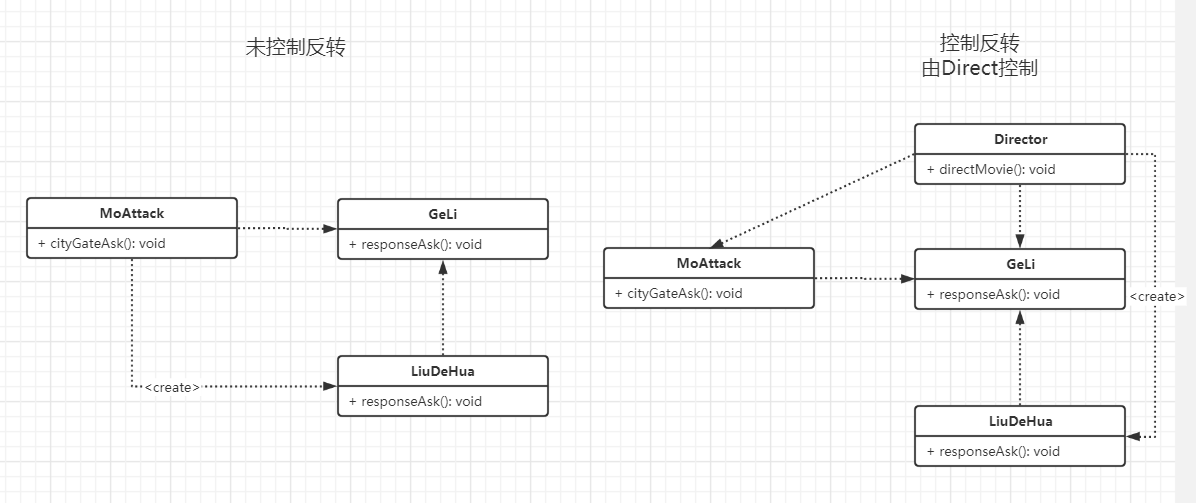 未控制反转
MoAttack
+ cityGateAsk(): void
GeLi
+ responseAsk(): void
<create>
LiuDeHua
+ responseAsk(): void
控制反转
由Direct控制
Director
+ directMovie(): void
MoAttack
+ cityGateAsk(): void
GeLi
+ responseAsk(): void
<create>
LiuDeHua
+ responseAsk(): void